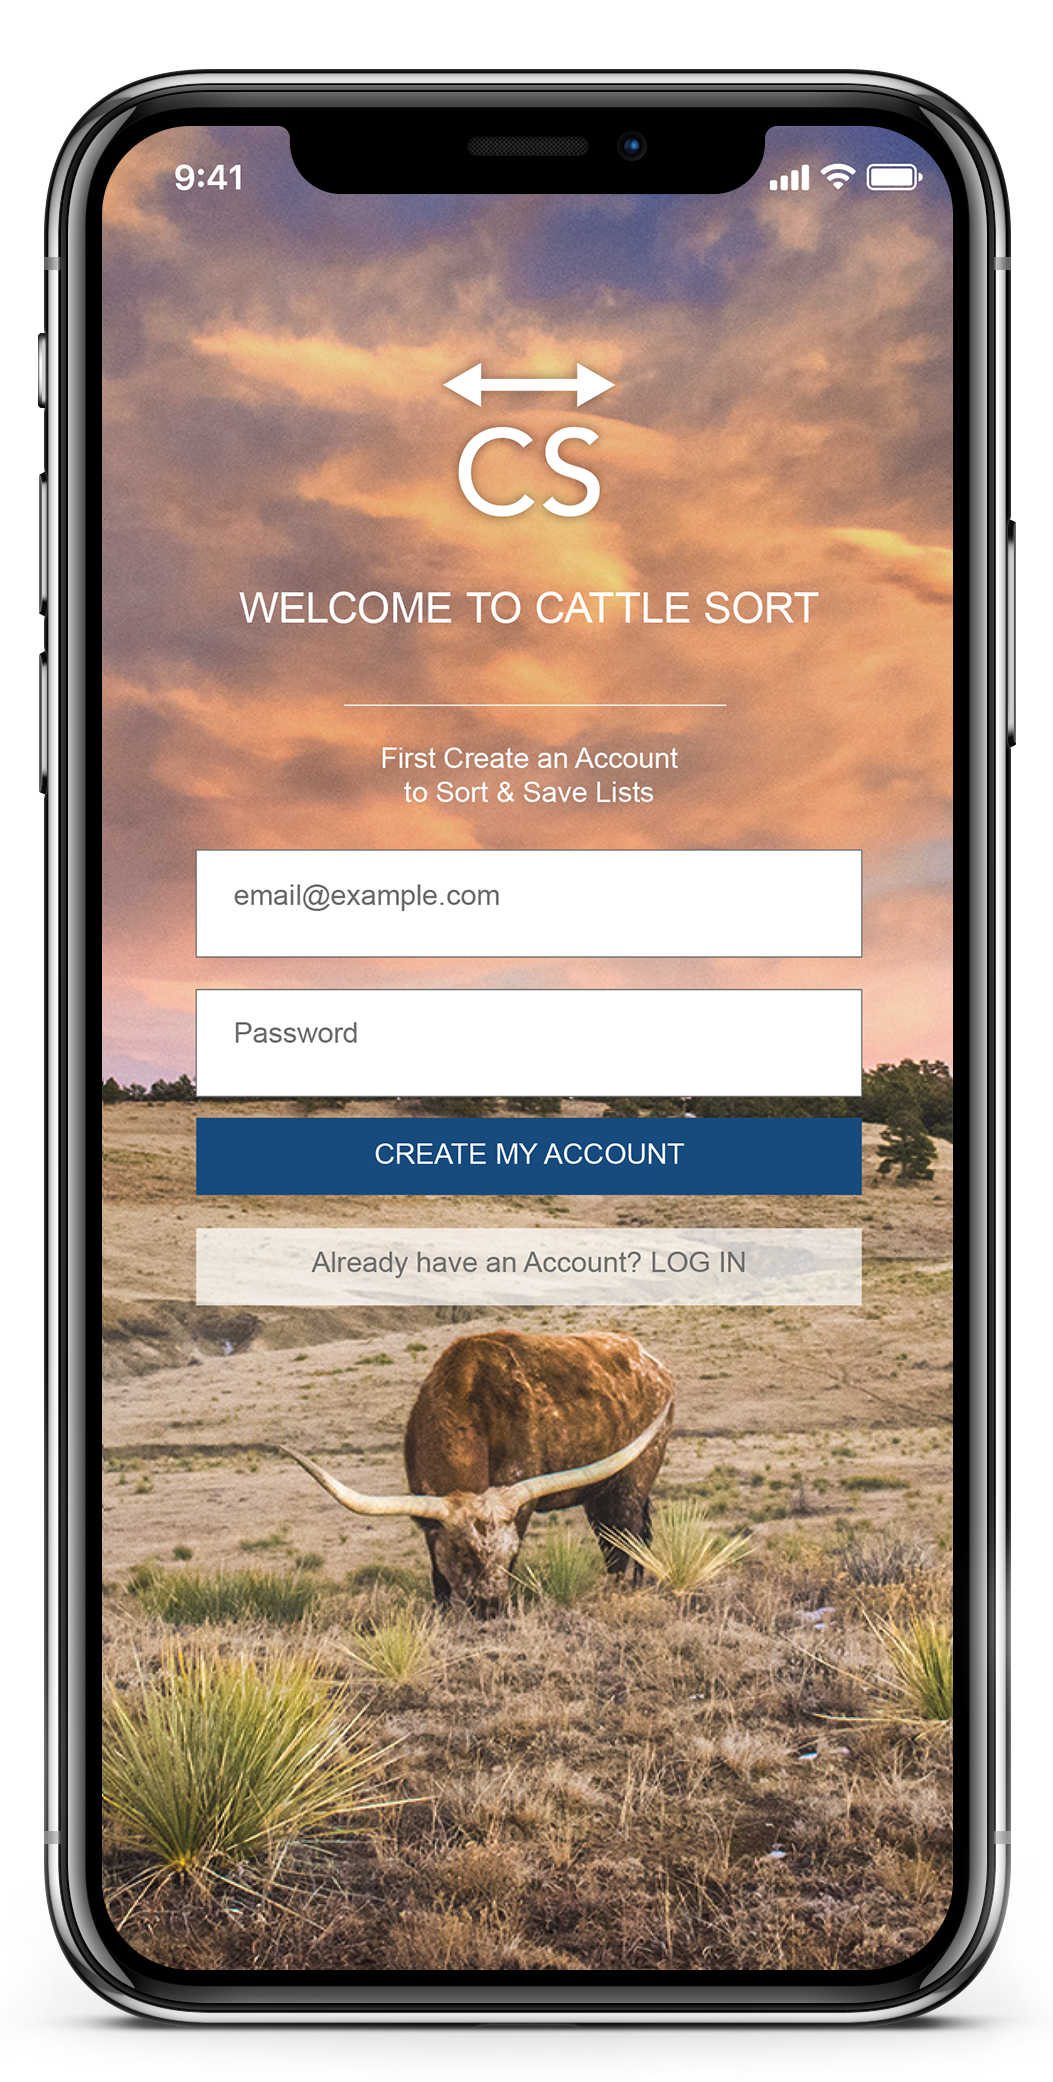 9:41
CS
WELCOME TO CATTLE SORT
First Create an Account
to Sort & Save Lists
email@example.com
Password
CREATE MY ACCOUNT
Already have an Account? LOG IN